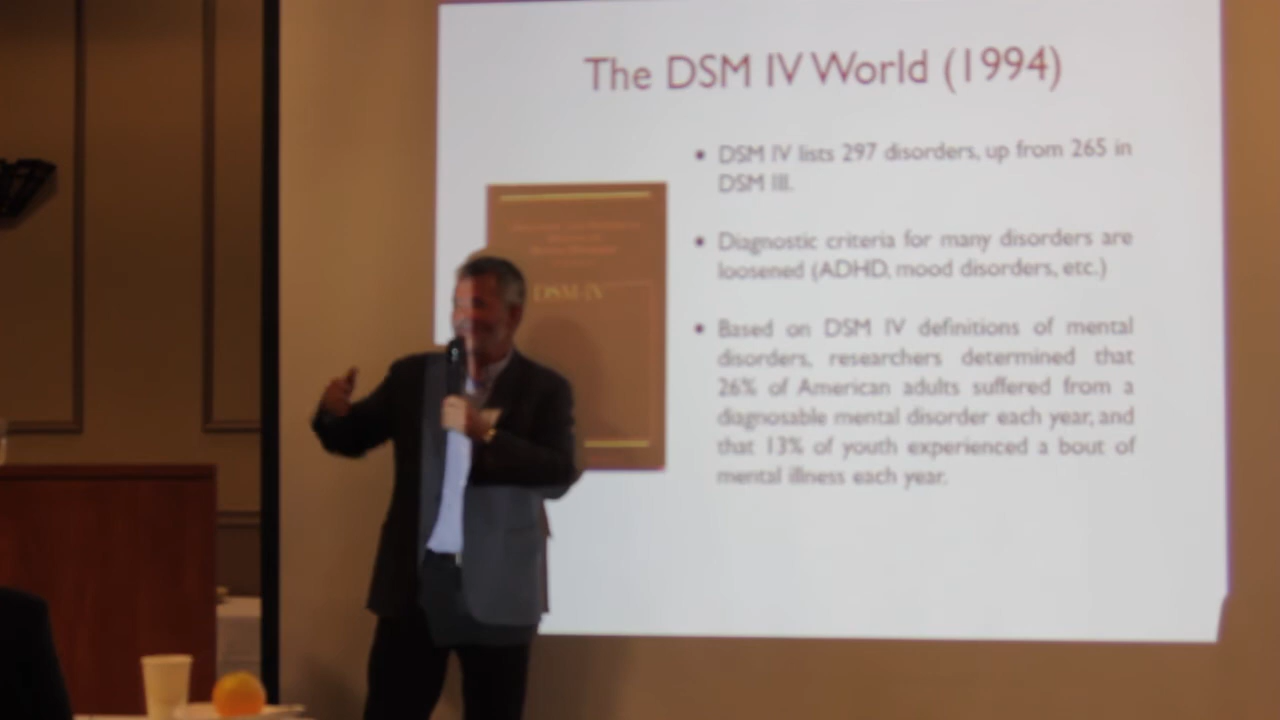 The DSM IV World (1994)
• DSM IV lists 297 disorders, up from 265 in
DSM III.
• Diagnostic criteria for many disorders are
loosened (ADHD, mood disorders, etc.)
• Based on DSM IV definitions of mental
disorders, researchers determined that
26% of American adults suffered from a
diagnosable mental disorder each year, and
that 13% of youth experienced a bout of
mental illness each year.
DSM-IV